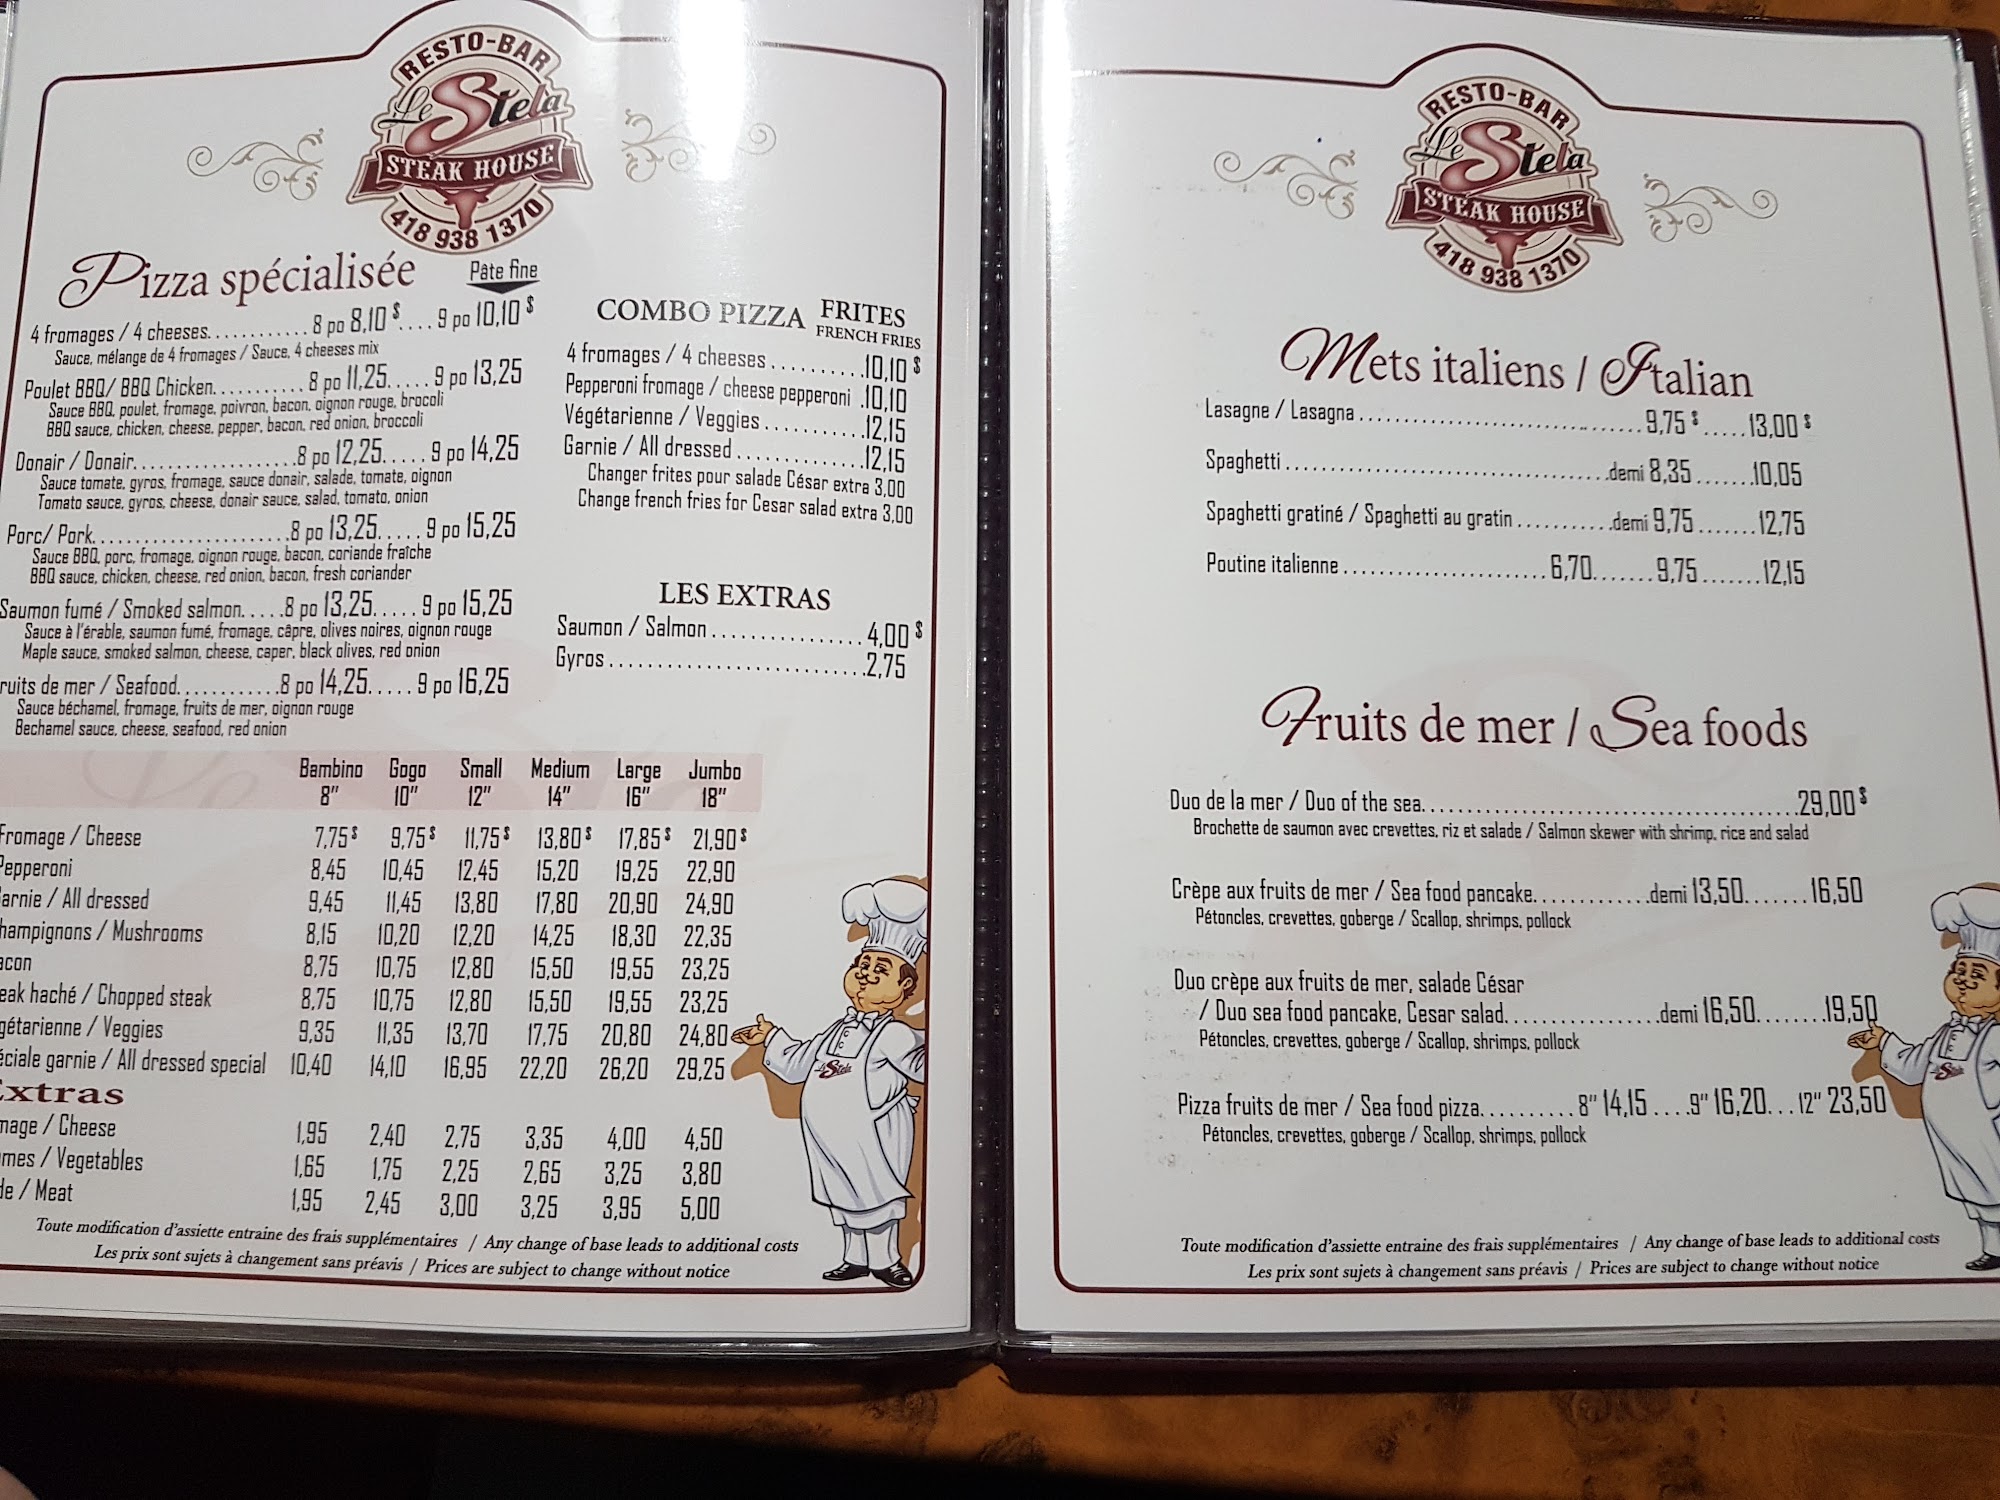 RESTO-BAR
Le Stela
STEAK HOUSE
418 938 1370
Pizza spécialisée
Pâte fine
4 fromages / 4 cheeses............8 po 8,10 $....9 po 10,10 $
Sauce, mélange de 4 fromages / Sauce, 4 cheeses mix
Poulet BBQ/ BBQ Chicken..........8 po 11,25.....9 po 13,25
Sauce BBQ, poulet, fromage, poivron, bacon, oignon rouge, brocoli
BBQ sauce, chicken, cheese, pepper, bacon, red onion, broccoli
Donair / Donair..................8 po 12,25.....9 po 14,25
Sauce tomate, gyros, fromage, sauce donair, salade, tomate, oignon
Tomato sauce, gyros, cheese, donair sauce, salad, tomato, onion
Porc/ Pork......................8 po 13,25.....9 po 15,25
Sauce BBQ, porc, fromage, oignon rouge, bacon, coriande fraîche
BBQ sauce, chicken, cheese, red onion, bacon, fresh coriander
Saumon fumé / Smoked salmon.....8 po 13,25.....9 po 15,25
Sauce à l'érable, saumon fumé, fromage, câpre, olives noires, oignon rouge
Maple sauce, smoked salmon, cheese, caper, black olives, red onion
ruits de mer / Seafood............8 po 14,25.....9 po 16,25
Sauce béchamel, fromage, fruits de mer, oignon rouge
Bechamel sauce, cheese, seafood, red onion
COMBO PIZZA FRITES
FRENCH FRIES
4 fromages / 4 cheeses..........10,10 $
Pepperoni fromage / cheese pepperoni .10,10
Végétarienne / Veggies...........12,15
Garnie / All dressed..............12,15
Changer frites pour salade César extra 3,00
Change french fries for Cesar salad extra 3,00
LES EXTRAS
Saumon / Salmon................4,00 $
Gyros...........................2,75
Bambino Gogo Small Medium Large Jumbo
8" 10" 12" 14" 16" 18"
Fromage / Cheese 7,75 $ 9,75 $ 11,75 $ 13,80 $ 17,85 $ 21,90 $
Pepperoni 8,45 10,45 12,45 15,20 19,25 22,90
arnie / All dressed 9,45 11,45 13,80 17,80 20,90 24,90
hampignons / Mushrooms 8,15 10,20 12,20 14,25 18,30 22,35
acon 8,75 10,75 12,80 15,50 19,55 23,25
eak haché / Chopped steak 8,75 10,75 12,80 15,50 19,55 23,25
gétarienne / Veggies 9,35 11,35 13,70 17,75 20,80 24,80
éciale garnie / All dressed special 10,40 14,10 16,95 22,20 26,20 29,25
Extras
mage / Cheese 1,95 2,40 2,75 3,35 4,00 4,50
mes / Vegetables 1,65 1,75 2,25 2,65 3,25 3,80
de / Meat 1,95 2,45 3,00 3,25 3,95 5,00
Le Stela
Toute modification d'assiette entraine des frais supplémentaires / Any change of base leads to additional costs
Les prix sont sujets à changement sans préavis / Prices are subject to change without notice
RESTO-BAR
Le Stela
STEAK HOUSE
418 938 1370
Mets italiens / Italian
Lasagne / Lasagna..............................9,75 $.....13,00 $
Spaghetti..............................demi 8,35.......10,05
Spaghetti gratiné / Spaghetti au gratin...........demi 9,75.......12,75
Poutine italienne......................6,70.......9,75.......12,15
Fruits de mer / Sea foods
Duo de la mer / Duo of the sea..........................................29,00 $
Brochette de saumon avec crevettes, riz et salade / Salmon skewer with shrimp, rice and salad
Crèpe aux fruits de mer / Sea food pancake.............demi 13,50.......16,50
Pétoncles, crevettes, goberge / Scallop, shrimps, pollock
Duo crèpe aux fruits de mer, salade César
/ Duo sea food pancake, Cesar salad.................demi 16,50........19,50
Pétoncles, crevettes, goberge / Scallop, shrimps, pollock
Pizza fruits de mer / Sea food pizza..........8" 14,15....9" 16,20...12" 23,50
Pétoncles, crevettes, goberge / Scallop, shrimps, pollock
Stela
Toute modification d'assiette entraine des frais supplémentaires / Any change of base leads to additional costs
Les prix sont sujets à changement sans préavis / Prices are subject to change without notice